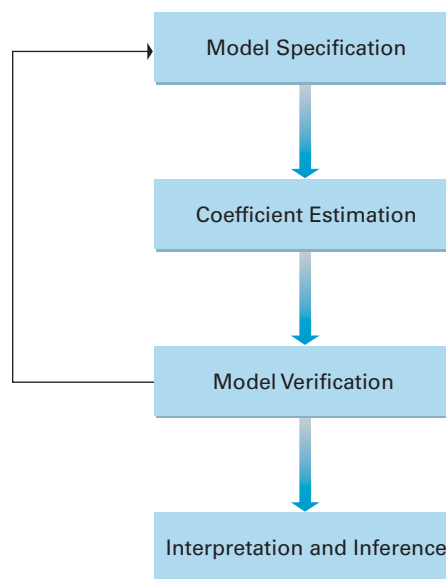 Model Specification
Coefficient Estimation
Model Verification
Interpretation and Inference